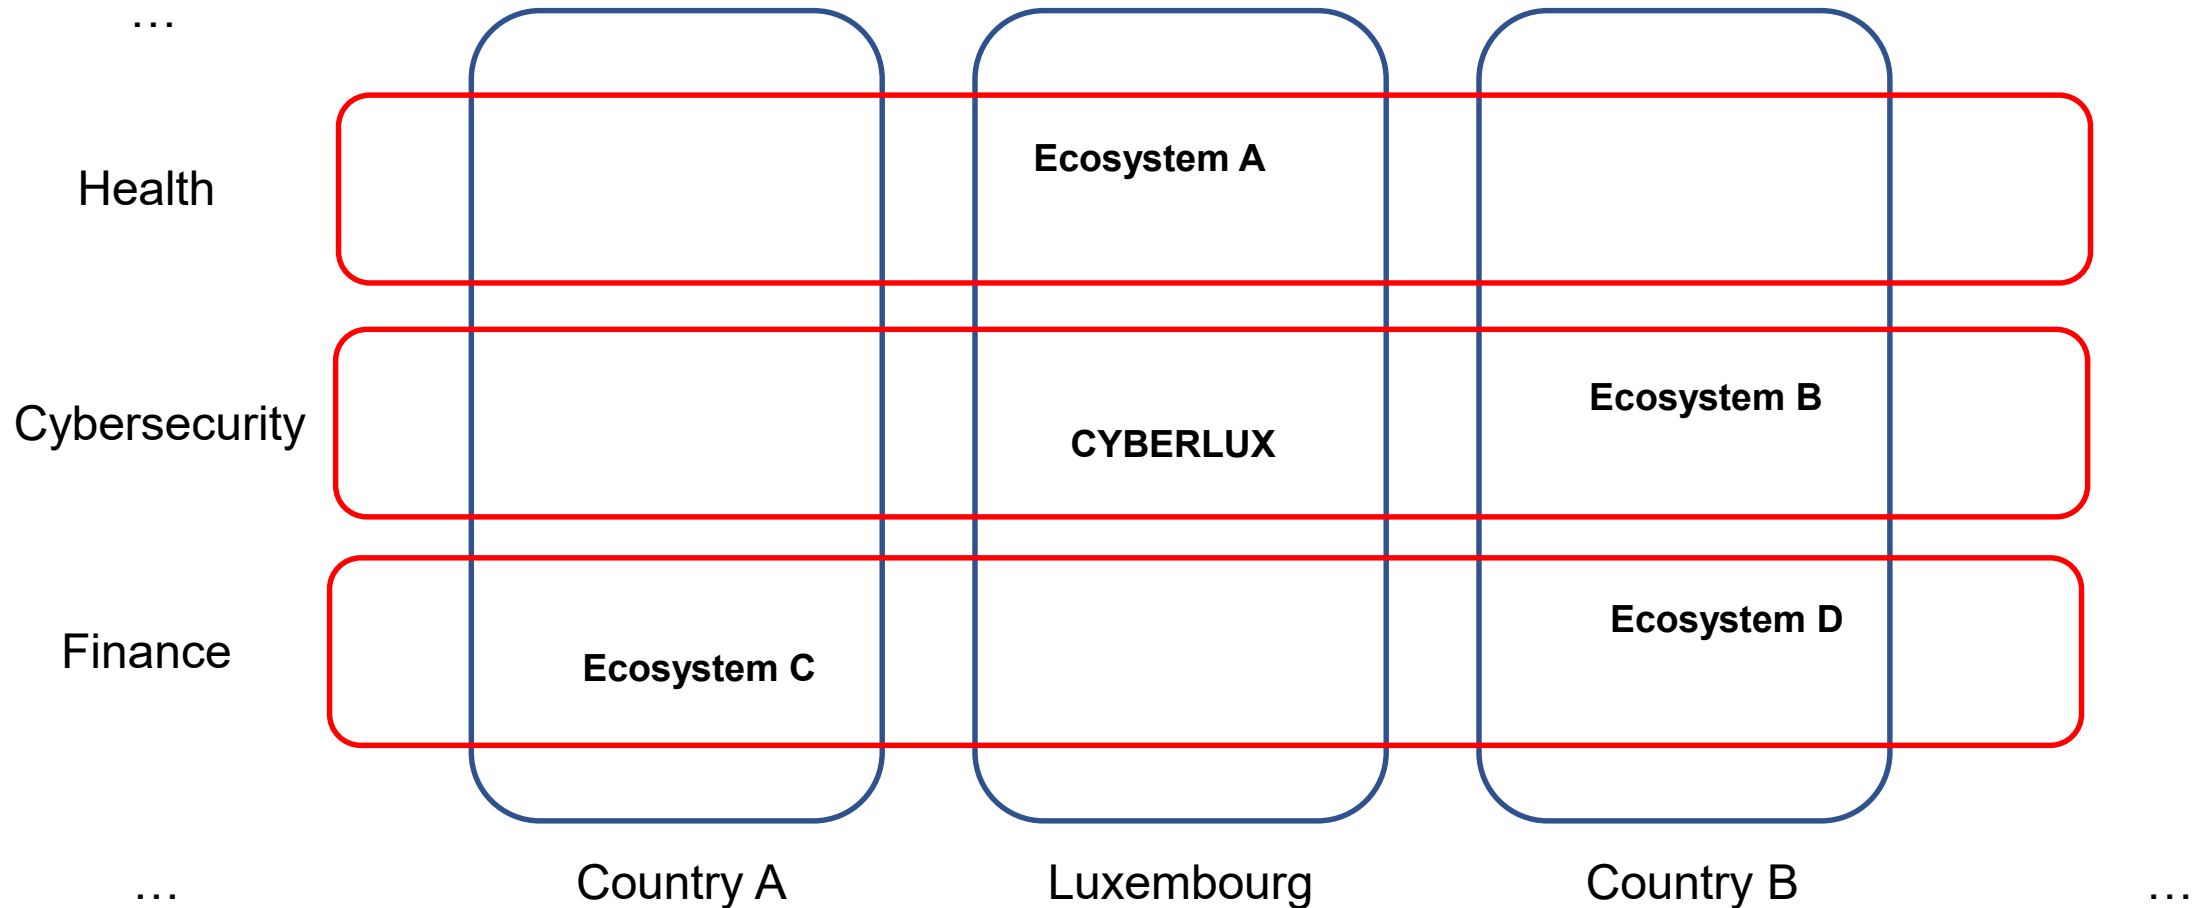 …
Health
Ecosystem A
Cybersecurity
CYBERLUX
Ecosystem B
Finance
Ecosystem C
Ecosystem D
…
Country A
Luxembourg
Country B
…